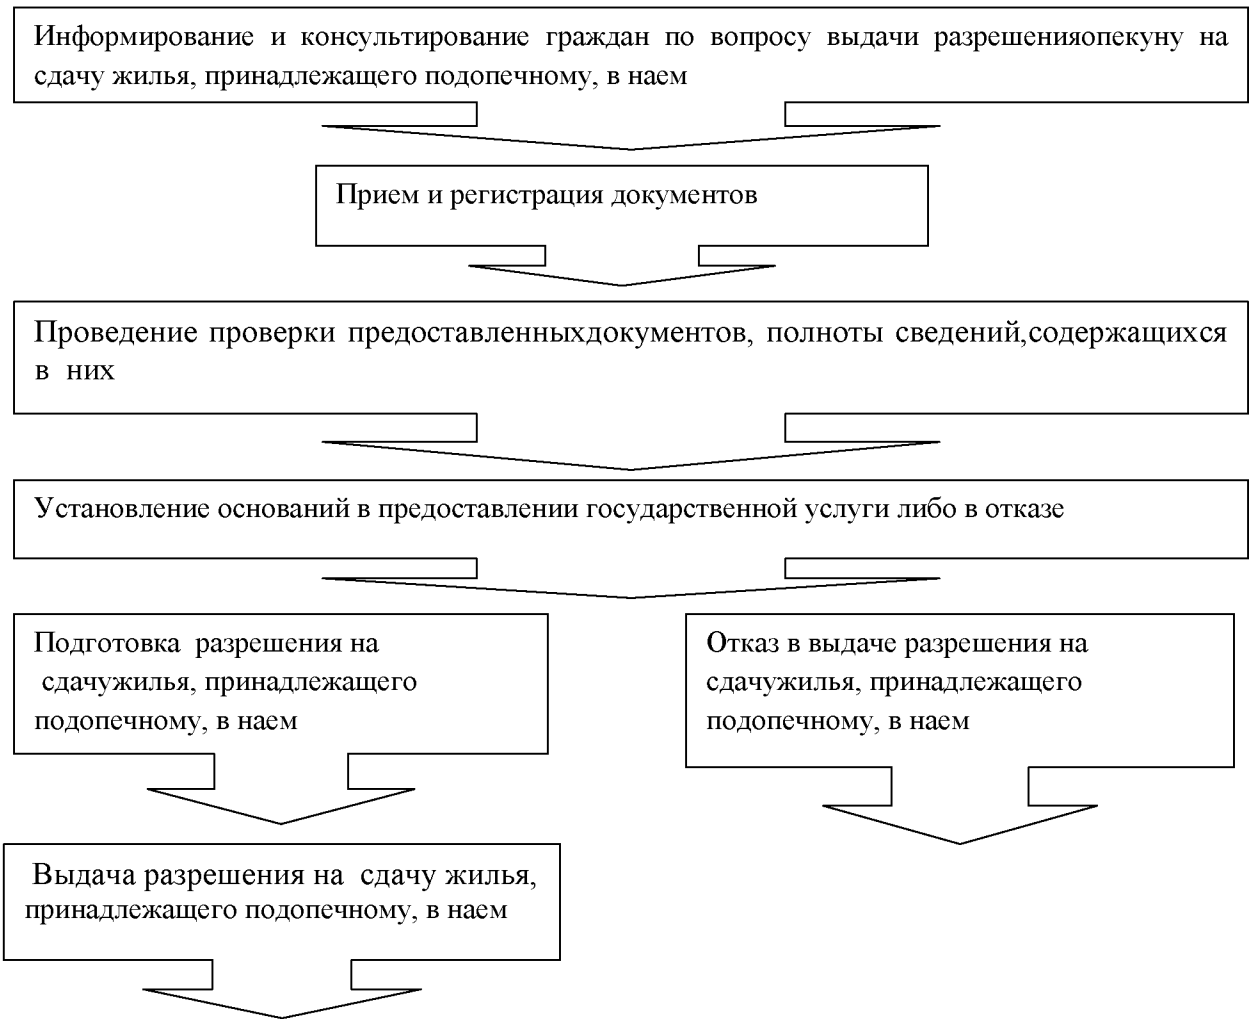 Информирование и консультирование граждан по вопросу выдачи разрешенияопекуну на
сдачу жилья, принадлежащего подопечному, в наем
Прием и регистрация документов
Проведение проверки предоставленныхдокументов, полноты сведений,содержащихся
в них
Установление оснований в предоставлении государственной услуги либо в отказе
Подготовка разрешения на
сдачужилья, принадлежащего
подопечному, в наем
Отказ в выдаче разрешения на
сдачужилья, принадлежащего
подопечному, в наем
Выдача разрешения на сдачу жилья,
принадлежащего подопечному, в наем